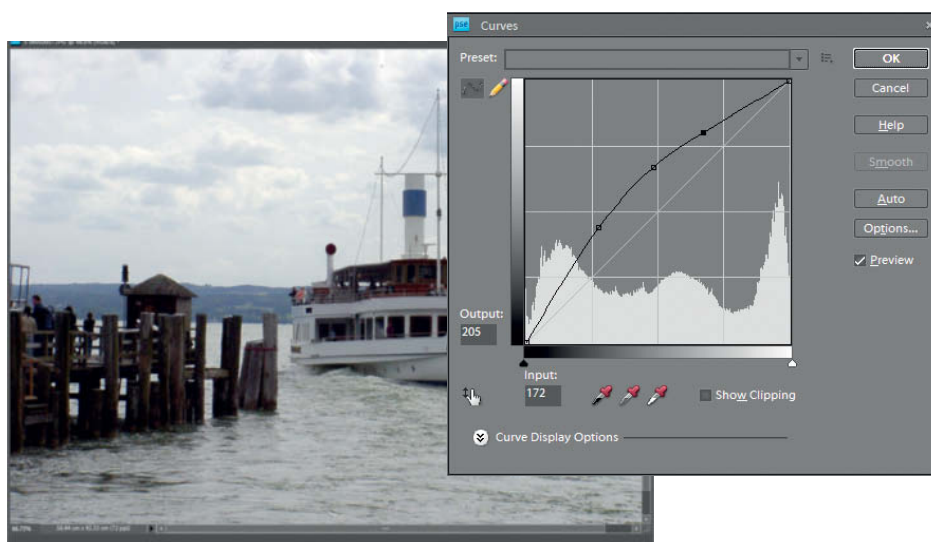 pse Curves
Preset:
OK
Cancel
Help
Smooth
Auto
Options...
Preview
Output:
205
Input:
172
Show Clipping
Curve Display Options